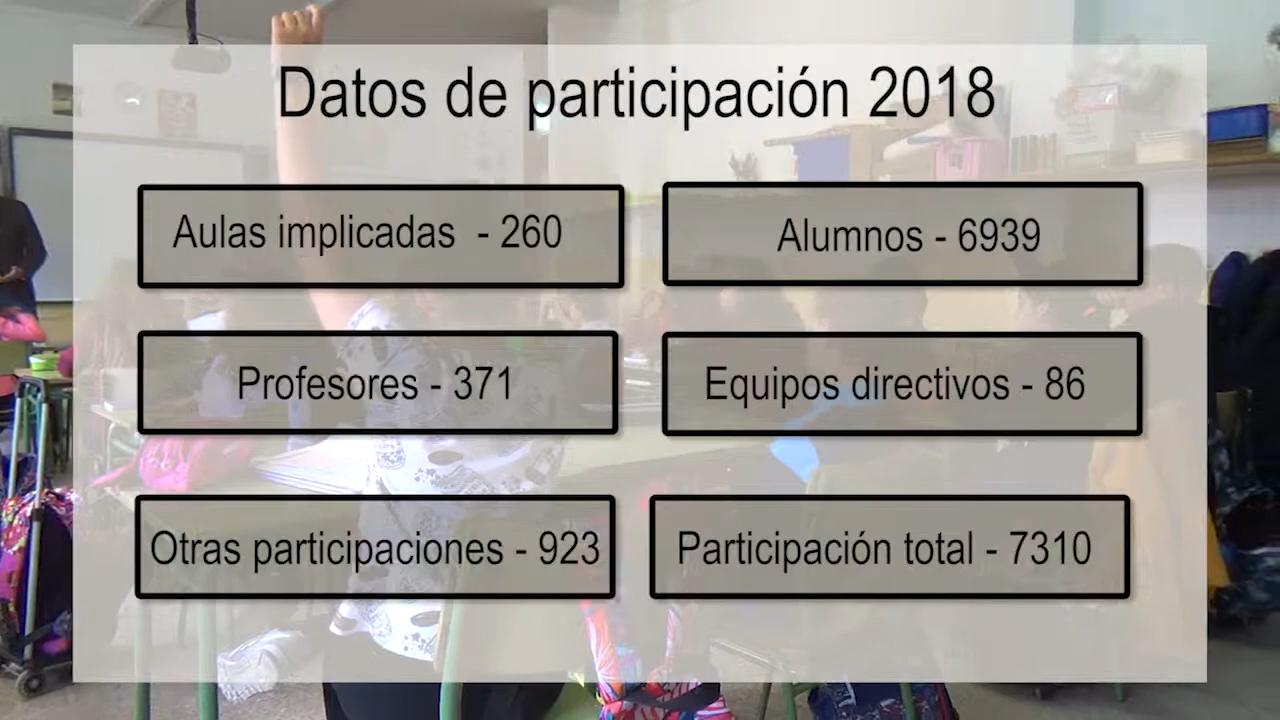 Datos de participación 2018
Aulas implicadas - 260
Alumnos - 6939
Profesores - 371
Equipos directivos - 86
Otras participaciones - 923
Participación total - 7310